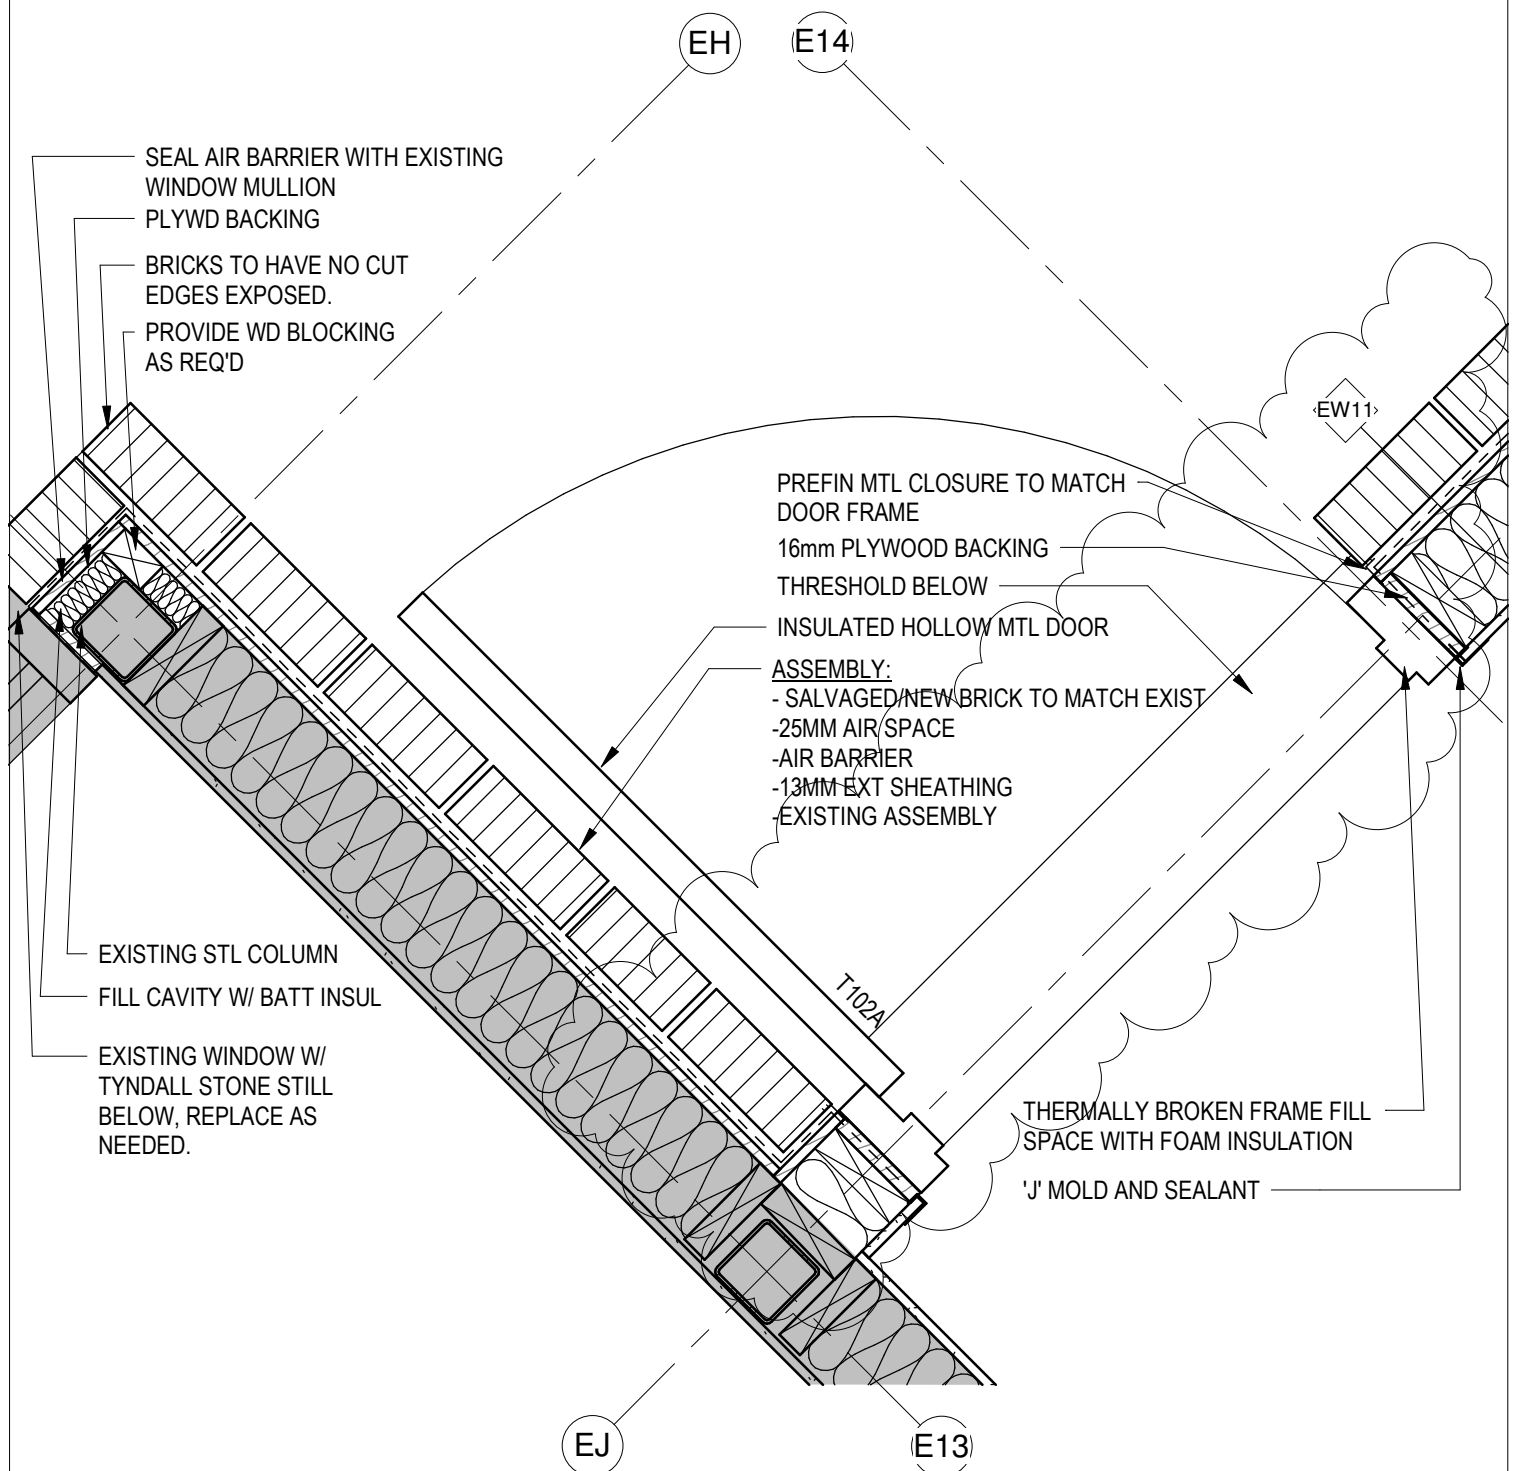 EH
E14
SEAL AIR BARRIER WITH EXISTING
WINDOW MULLION
PLYWD BACKING
BRICKS TO HAVE NO CUT
EDGES EXPOSED.
PROVIDE WD BLOCKING
AS REQ'D
EW11
PREFIN MTL CLOSURE TO MATCH
DOOR FRAME
16mm PLYWOOD BACKING
THRESHOLD BELOW
INSULATED HOLLOW MTL DOOR
ASSEMBLY:
- SALVAGED/NEW BRICK TO MATCH EXIST
-25MM AIR SPACE
-AIR BARRIER
-13MM EXT SHEATHING
-EXISTING ASSEMBLY
EXISTING STL COLUMN
FILL CAVITY W/ BATT INSUL
EXISTING WINDOW W/
TYNDALL STONE STILL
BELOW, REPLACE AS
NEEDED.
T102A
THERMALLY BROKEN FRAME FILL
SPACE WITH FOAM INSULATION
'J' MOLD AND SEALANT
EJ
E13